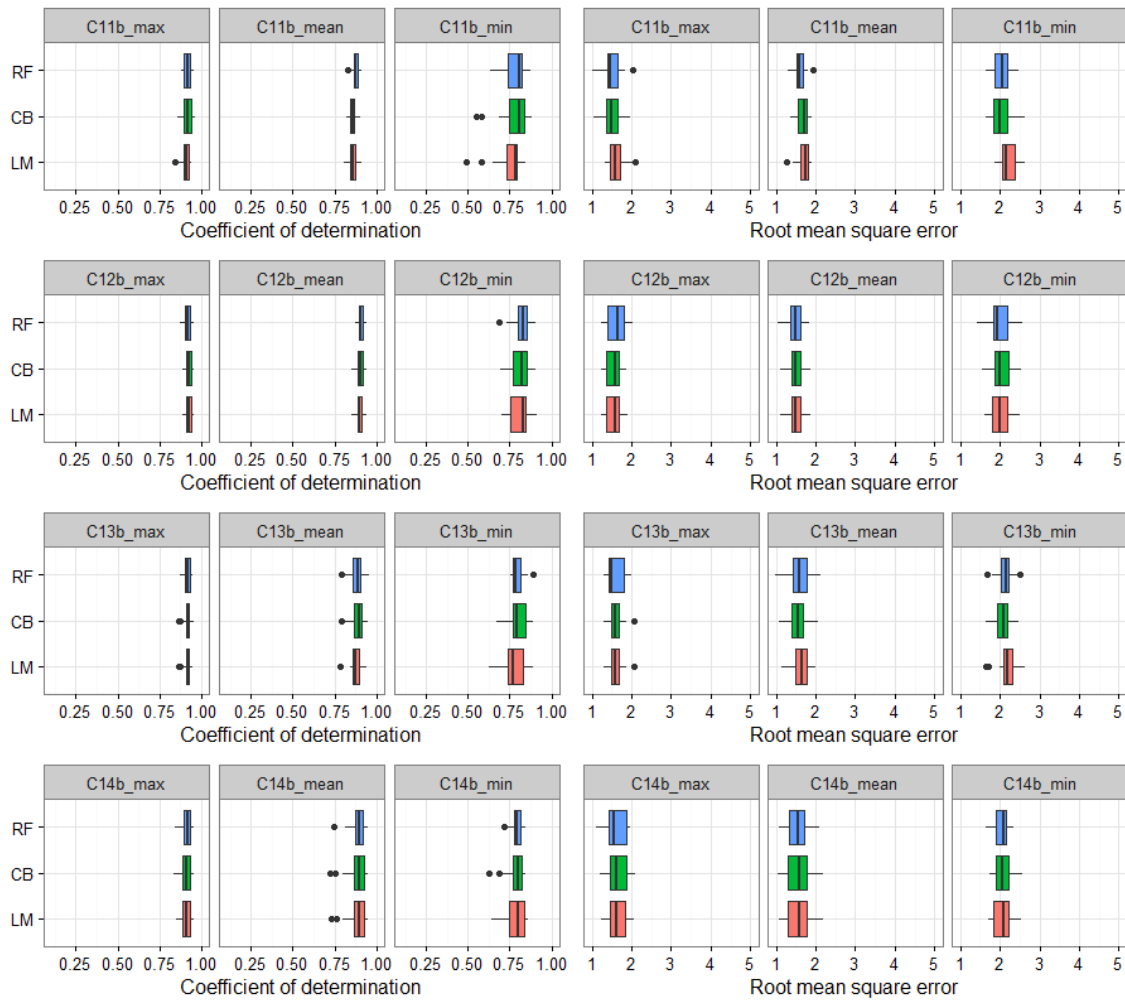 C11b_max C11b_mean C11b_min C11b_max C11b_mean C11b_min
RF
CB
LM
0.25 0.50 0.75 1.00 0.25 0.50 0.75 1.00 0.25 0.50 0.75 1.00 1 2 3 4 5 1 2 3 4 5 1 2 3 4 5
Coefficient of determination Root mean square error
C12b_max C12b_mean C12b_min C12b_max C12b_mean C12b_min
RF
CB
LM
0.25 0.50 0.75 1.00 0.25 0.50 0.75 1.00 0.25 0.50 0.75 1.00 1 2 3 4 5 1 2 3 4 5 1 2 3 4 5
Coefficient of determination Root mean square error
C13b_max C13b_mean C13b_min C13b_max C13b_mean C13b_min
RF
CB
LM
0.25 0.50 0.75 1.00 0.25 0.50 0.75 1.00 0.25 0.50 0.75 1.00 1 2 3 4 5 1 2 3 4 5 1 2 3 4 5
Coefficient of determination Root mean square error
C14b_max C14b_mean C14b_min C14b_max C14b_mean C14b_min
RF
CB
LM
0.25 0.50 0.75 1.00 0.25 0.50 0.75 1.00 0.25 0.50 0.75 1.00 1 2 3 4 5 1 2 3 4 5 1 2 3 4 5
Coefficient of determination Root mean square error